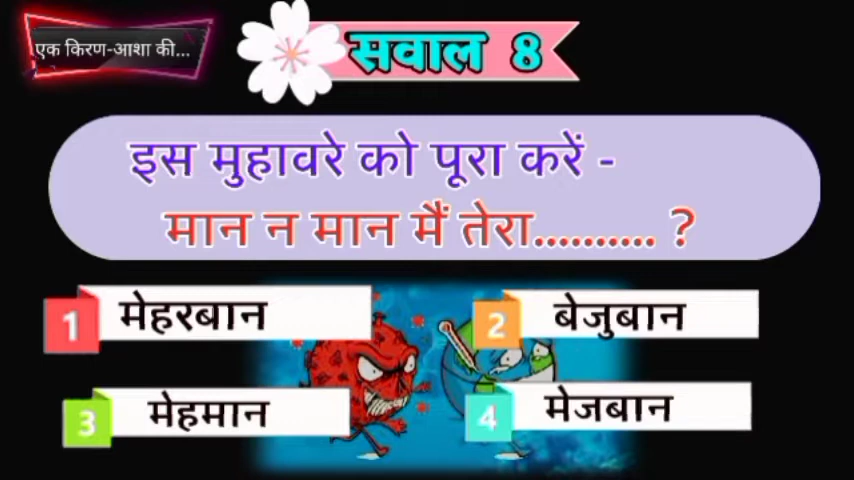 एक किरण-आशा की...
सवाल 8
इस मुहावरे को पूरा करें -
मान न मान मैं तेरा.......... ?
1 मेहरबान
2 बेजुबान
3 मेहमान
4 मेजबान